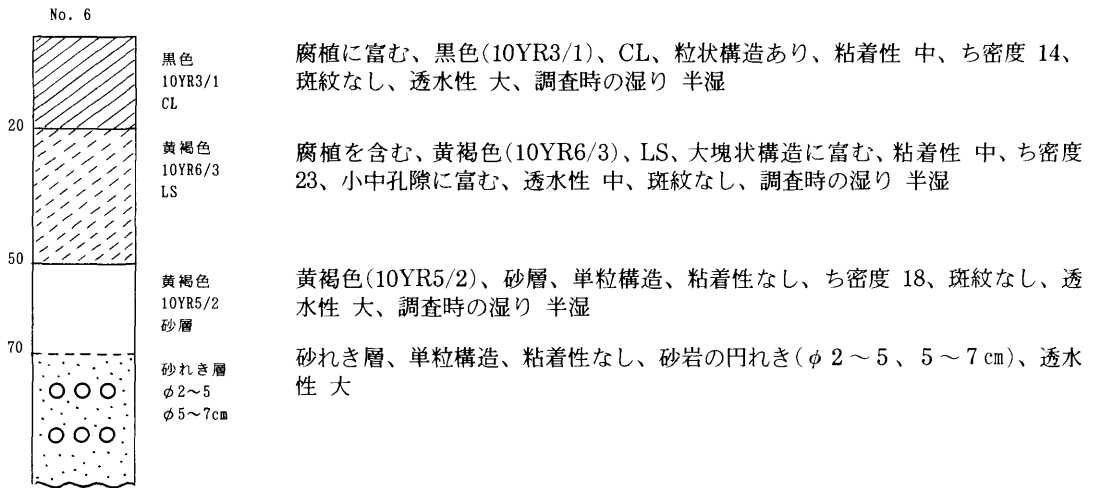 No. 6
黒色
10YR3/1
CL
腐植に富む、黒色(10YR3/1)、CL、粒状構造あり、粘着性 中、ち密度 14、
斑紋なし、透水性 大、調査時の湿り 半湿
20
黄褐色
10YR6/3
LS
腐植を含む、黄褐色(10YR6/3)、LS、大塊状構造に富む、粘着性 中、ち密度
23、小中孔隙に富む、透水性 中、斑紋なし、調査時の湿り 半湿
50
黄褐色
10YR5/2
砂層
黄褐色(10YR5/2)、砂層、単粒構造、粘着性なし、ち密度 18、斑紋なし、透
水性 大、調査時の湿り 半湿
70
砂れき層
φ2～5
φ5～7cm
砂れき層、単粒構造、粘着性なし、砂岩の円れき(φ 2 ～ 5 、 5 ～ 7 cm)、透水
性 大